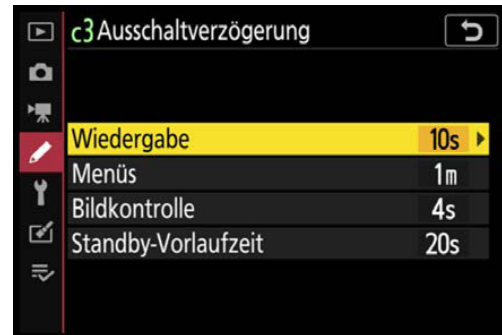 c3 Ausschaltverzögerung
Wiedergabe 10s
Menüs 1m
Bildkontrolle 4s
Standby-Vorlaufzeit 20s